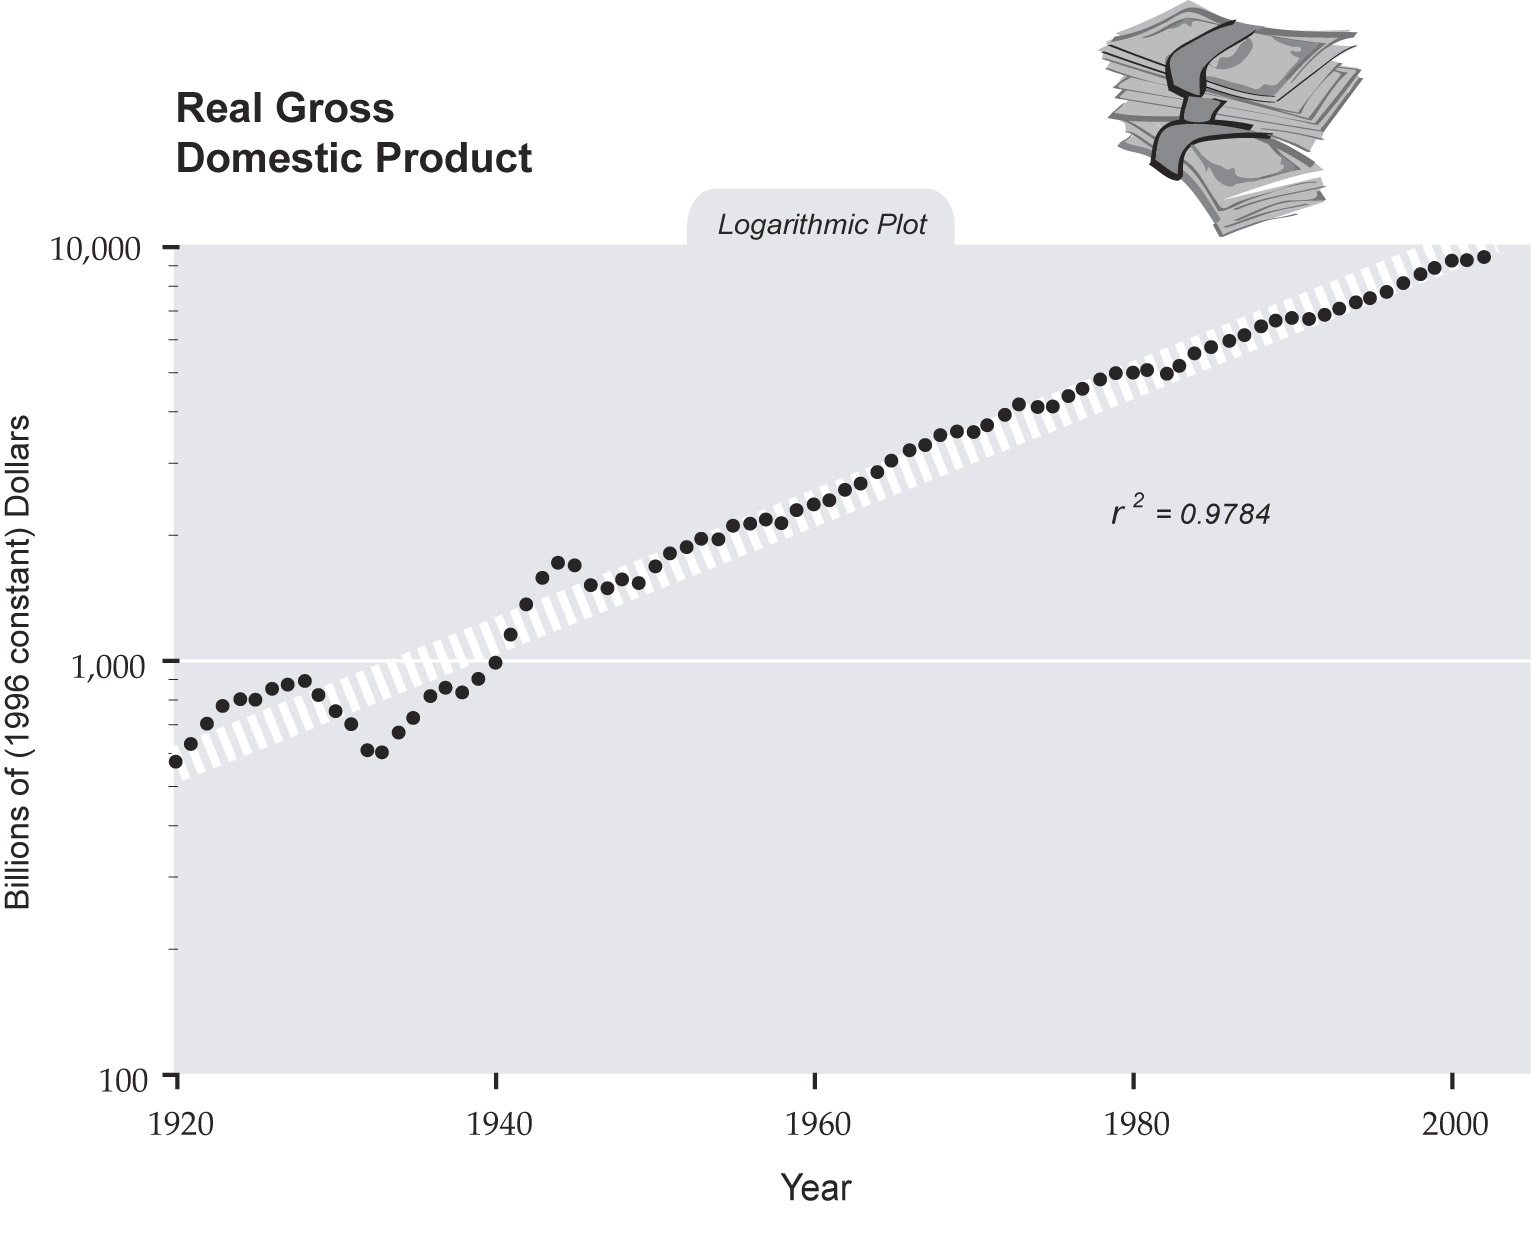 Real Gross
Domestic Product
Logarithmic Plot
10,000
1,000
100
Billions of (1996 constant) Dollars
r 2 = 0.9784
1920 1940 1960 1980 2000
Year